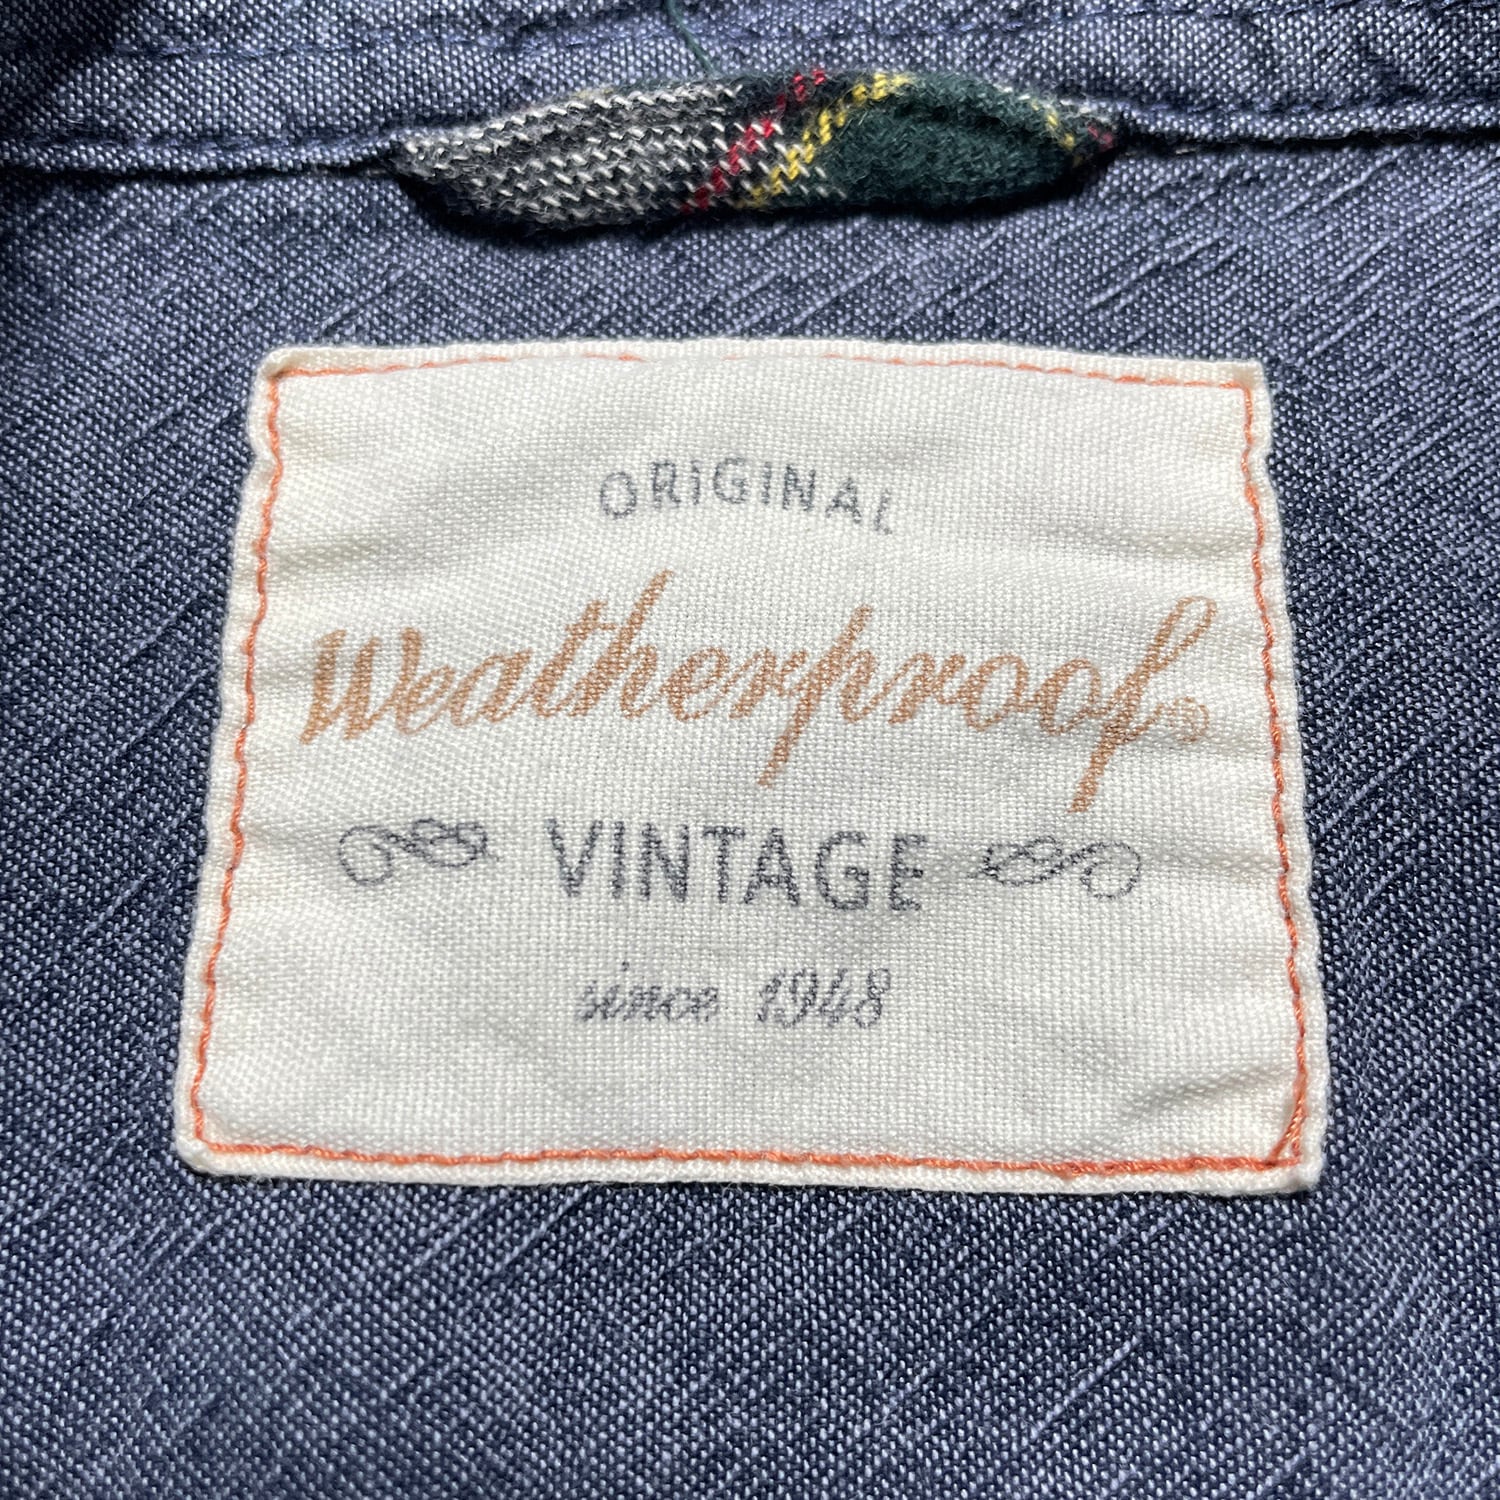 ORiGINAL
Weatherproof®
VINTAGE
since 1948